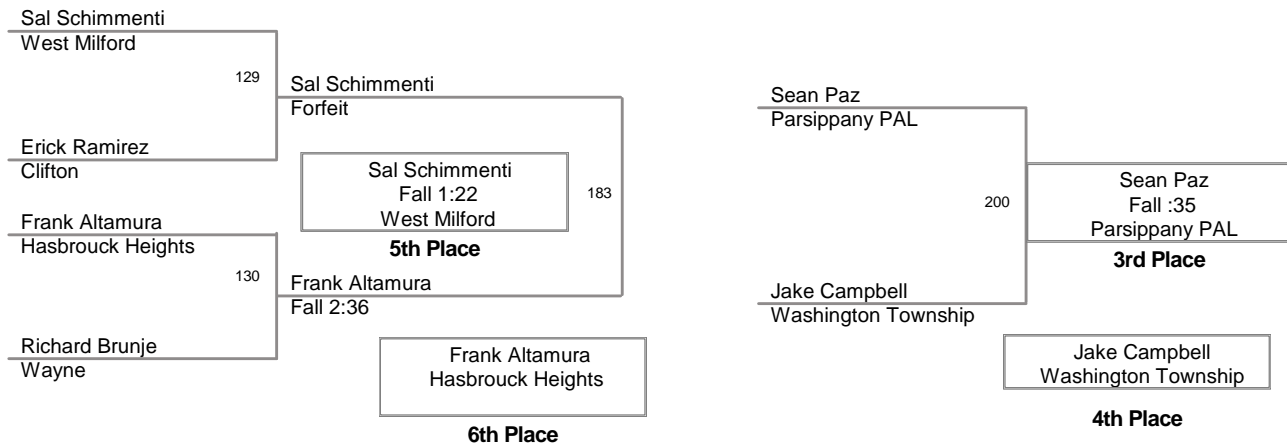 Sal Schimmenti
West Milford
129
Sal Schimmenti
Forfeit
Erick Ramirez
Clifton
Sal Schimmenti
Fall 1:22
West Milford
5th Place
183
Frank Altamura
Hasbrouck Heights
130
Frank Altamura
Fall 2:36
Richard Brunje
Wayne
Frank Altamura
Hasbrouck Heights
6th Place
Sean Paz
Parsippany PAL
200
Sean Paz
Fall :35
Parsippany PAL
3rd Place
Jake Campbell
Washington Township
Jake Campbell
Washington Township
4th Place